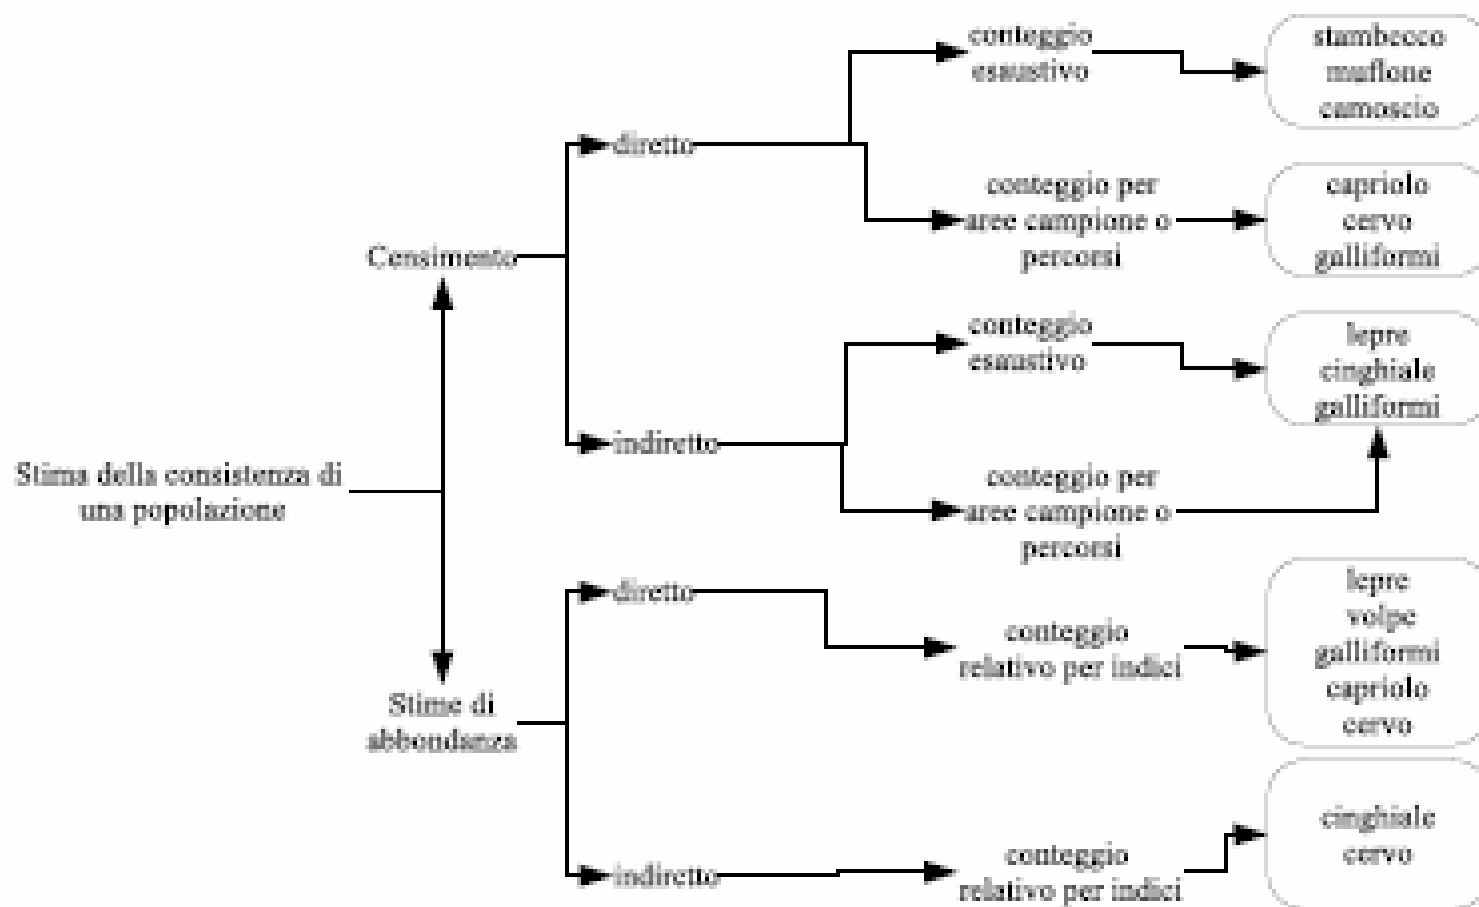 conteggio
esaustivo
stambecco
muflone
camoscio
diretto
conteggio per
aree campione o
percorsi
capriolo
cervo
galliformi
Censimento
conteggio
esaustivo
lepre
cinghiale
galliformi
indiretto
Stima della consistenza di
una popolazione
conteggio per
aree campione o
percorsi
diretto
conteggio
relativo per indici
lepre
volpe
galliformi
capriolo
cervo
Stime di
abbondanza
indiretto
conteggio
relativo per indici
cinghiale
cervo